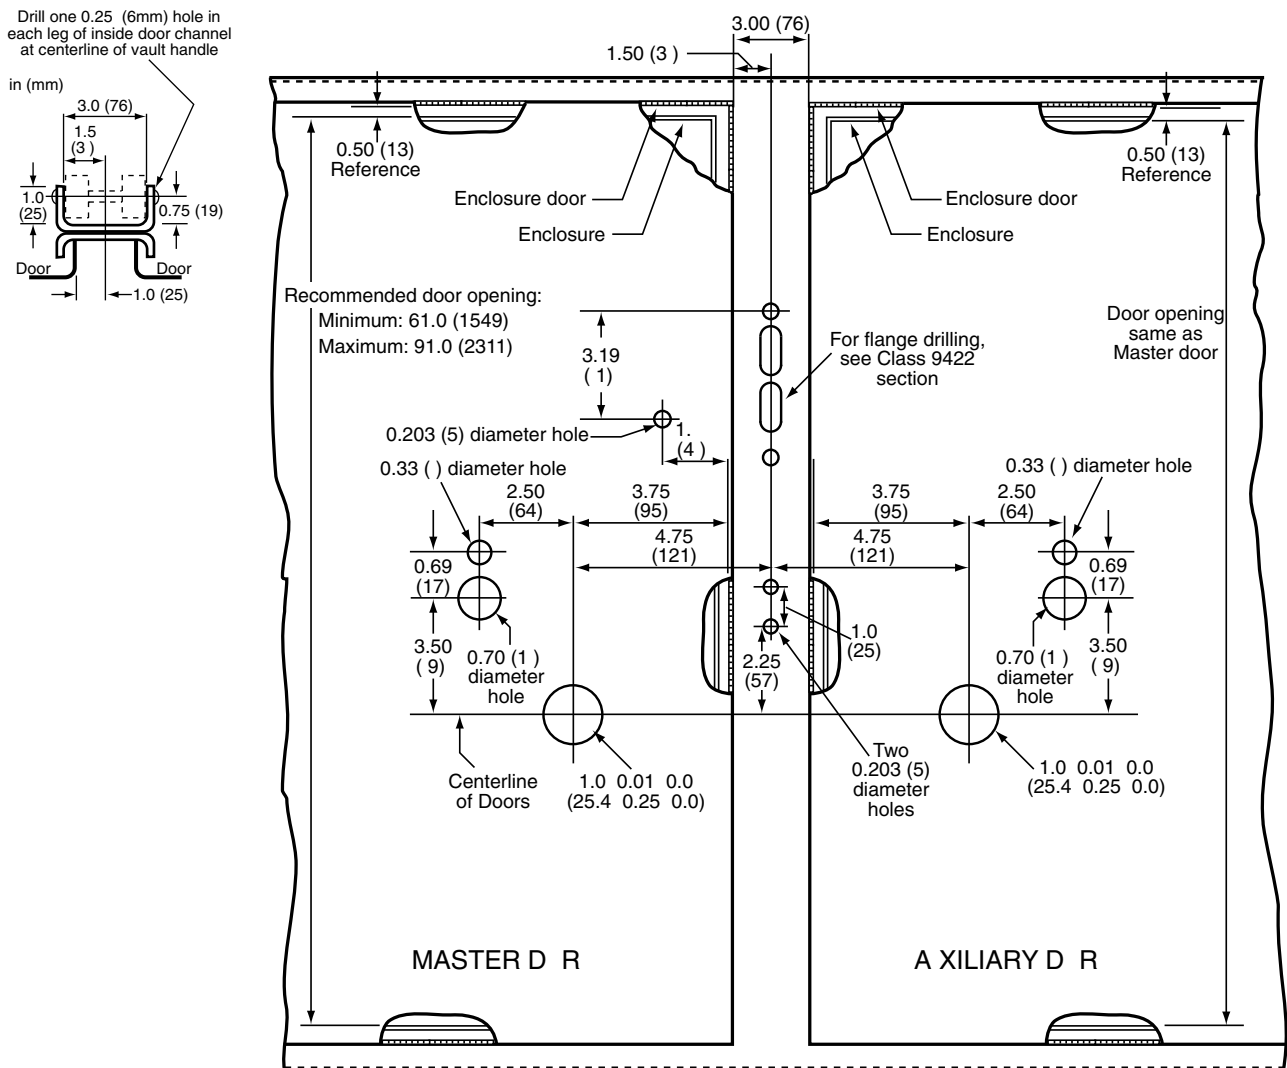 Drill one 0.25 (6mm) hole in
each leg of inside door channel
at centerline of vault handle
in (mm)
3.0 (76)
1.5
(3 )
1.0
(25)
0.75 (19)
Door
Door
1.0 (25)
3.00 (76)
1.50 (3 )
0.50 (13)
Reference
Enclosure door
Enclosure
Enclosure door
Enclosure
0.50 (13)
Reference
Recommended door opening:
Minimum: 61.0 (1549)
Maximum: 91.0 (2311)
3.19
( 1)
For flange drilling,
see Class 9422
section
Door opening
same as
Master door
0.203 (5) diameter hole
1.
(4 )
0.33 ( ) diameter hole
0.33 ( ) diameter hole
2.50
(64)
3.75
(95)
3.75
(95)
2.50
(64)
4.75
(121)
4.75
(121)
0.69
(17)
0.69
(17)
3.50
( 9)
0.70 (1 )
diameter
hole
2.25
(57)
1.0
(25)
0.70 (1 )
diameter
hole
3.50
( 9)
Centerline
of Doors
1.0 0.01 0.0
(25.4 0.25 0.0)
Two
0.203 (5)
diameter
holes
1.0 0.01 0.0
(25.4 0.25 0.0)
MASTER D R
A XILIARY D R